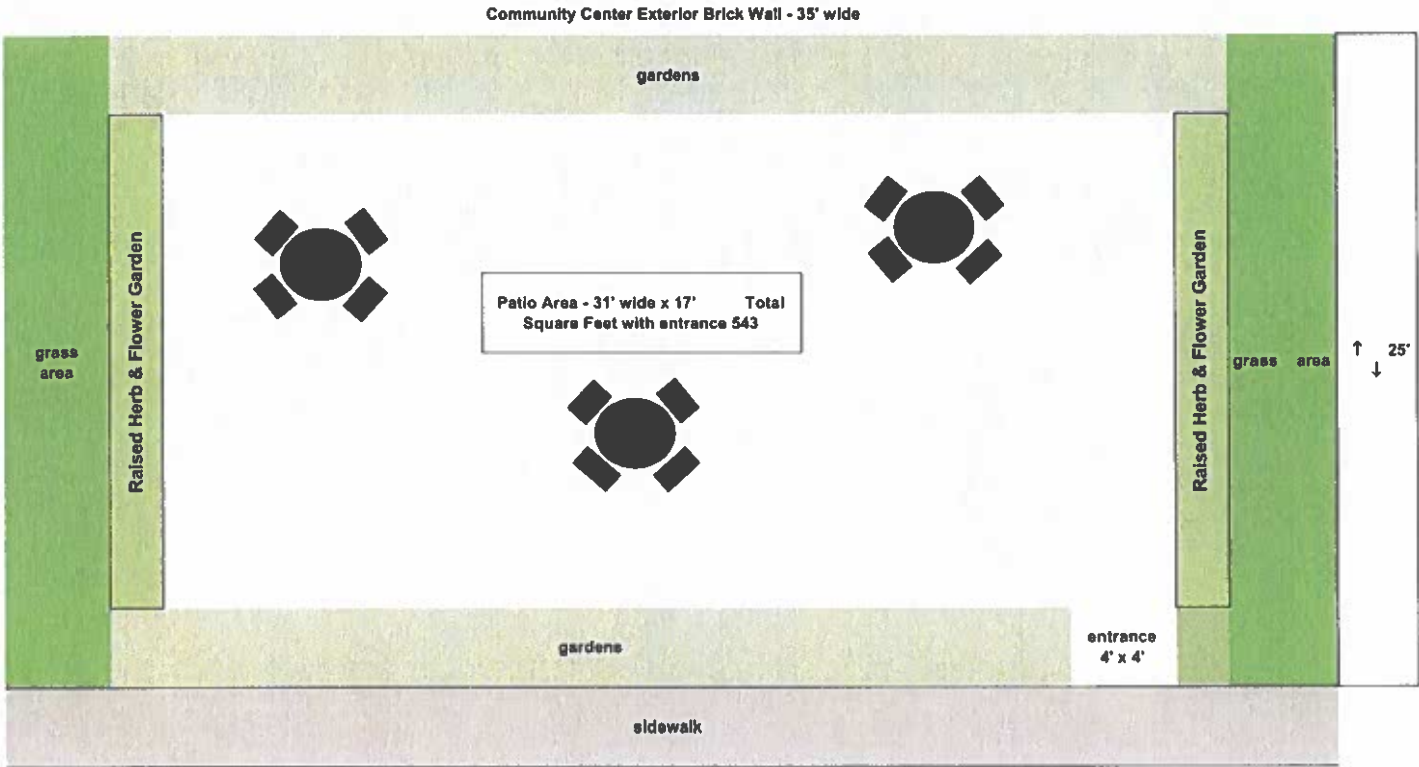 Community Center Exterior Brick Wall - 35' wide
gardens
Raised Herb & Flower Garden
Patio Area - 31' wide x 17' Total
Square Feet with entrance 543
grass
area
Raised Herb & Flower Garden
grass area
↑ 25'
↓
gardens
entrance
4' x 4'
sidewalk